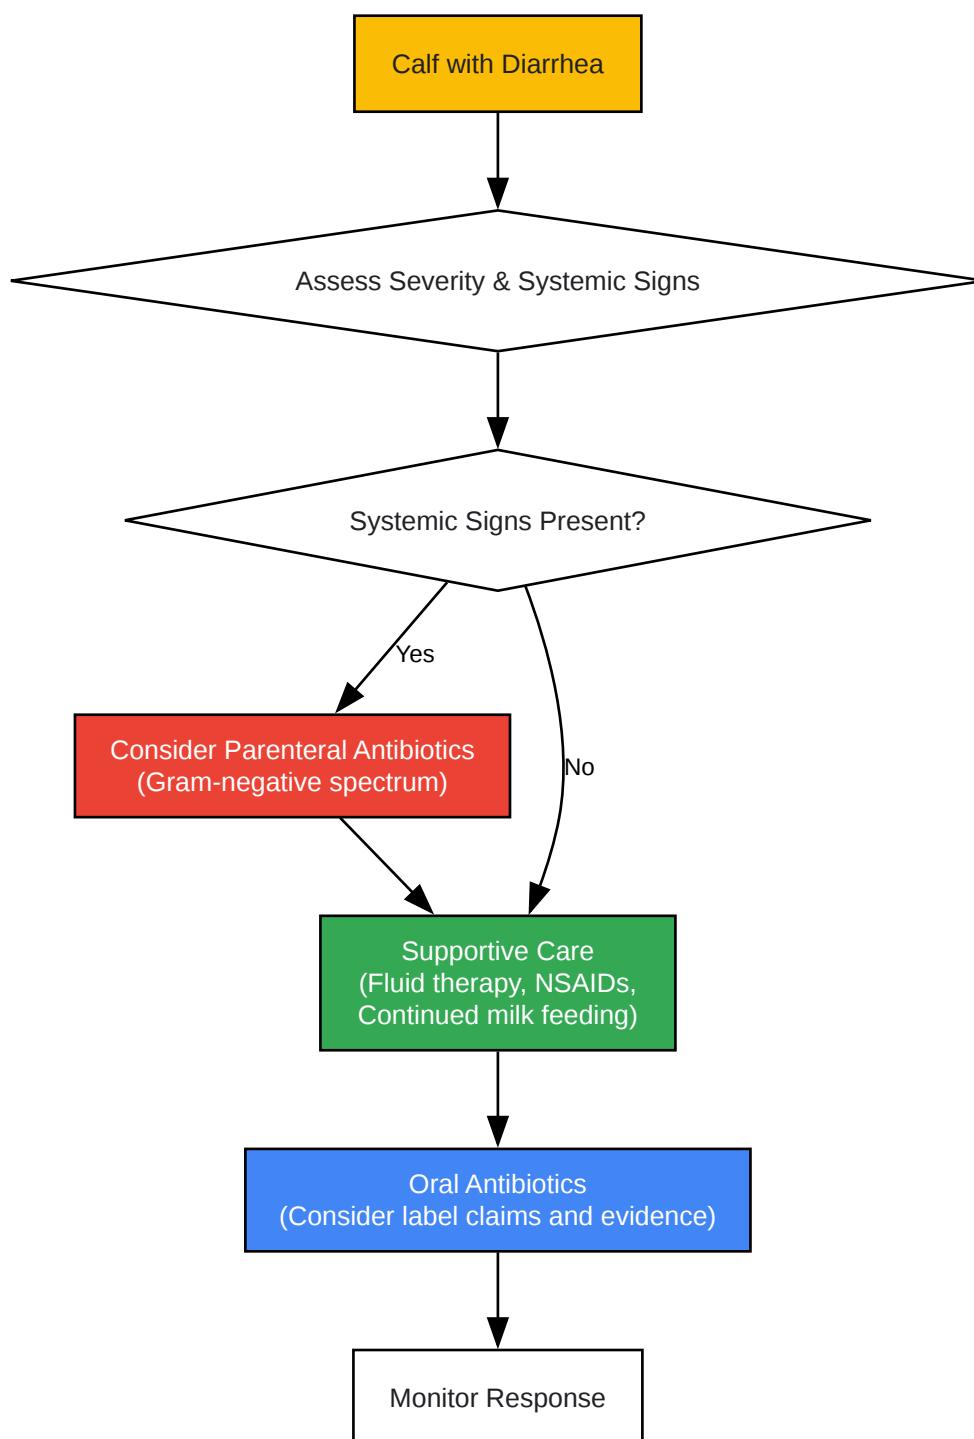 Calf with Diarrhea
Assess Severity & Systemic Signs
Systemic Signs Present?
Yes
Consider Parenteral Antibiotics
(Gram-negative spectrum)
No
Supportive Care
(Fluid therapy, NSAIDs,
Continued milk feeding)
Oral Antibiotics
(Consider label claims and evidence)
Monitor Response